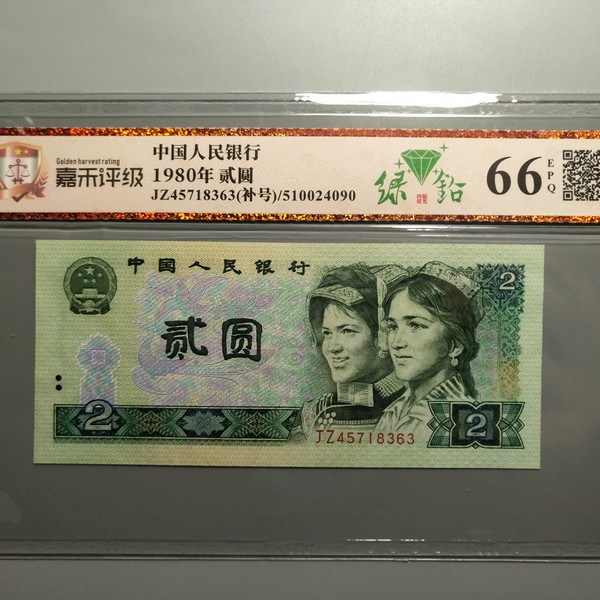 Golden harvest rating
嘉禾评级
中国人民银行
1980年 贰圆
JZ45718363(补号)/510024090
绿钻
66
EPQ
中国人民银行
2
贰圆
2
JZ45718363
2